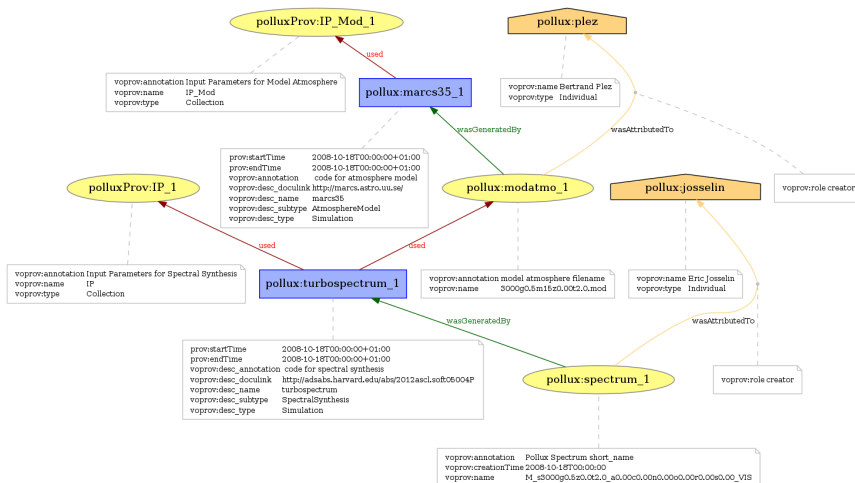 polluxProv:IP_Mod_1
pollux:plez
used
voprov:annotation Input Parameters for Model Atmosphere
voprov:name IP_Mod
voprov:type Collection
pollux:marcs35_1
voprov:name Bertrand Plez
voprov:type Individual
wasGeneratedBy
wasAttributedTo
prov:startTime 2008-10-18T00:00:00+01:00
prov:endTime 2008-10-18T00:00:00+01:00
voprov:annotation code for atmosphere model
voprov:desc_doculink http://marcs.astro.uu.se/
voprov:desc_name marcs35
voprov:desc_subtype AtmosphereModel
voprov:desc_type Simulation
polluxProv:IP_1
pollux:modatmo_1
pollux:josselin
voprov:role creator
used
used
voprov:annotation Input Parameters for Spectral Synthesis
voprov:name IP
voprov:type Collection
pollux:turbospectrum_1
voprov:annotation model atmosphere filename
voprov:name 3000g0.5m15z0.00t2.0.mod
voprov:name Eric Josselin
voprov:type Individual
wasGeneratedBy
wasAttributedTo
prov:startTime 2008-10-18T00:00:00+01:00
prov:endTime 2008-10-18T00:00:00+01:00
voprov:desc_annotation code for spectral synthesis
voprov:desc_doculink http://adsabs.harvard.edu/abs/2012ascl.soft05004P
voprov:desc_name turbospectrum
voprov:desc_subtype SpectralSynthesis
voprov:desc_type Simulation
pollux:spectrum_1
voprov:role creator
voprov:annotation Pollux Spectrum short_name
voprov:creationTime 2008-10-18T00:00:00
voprov:name M_s3000g0.5z0.0t2.0_a0.00c0.00n0.00o0.00r0.00s0.00_VIS